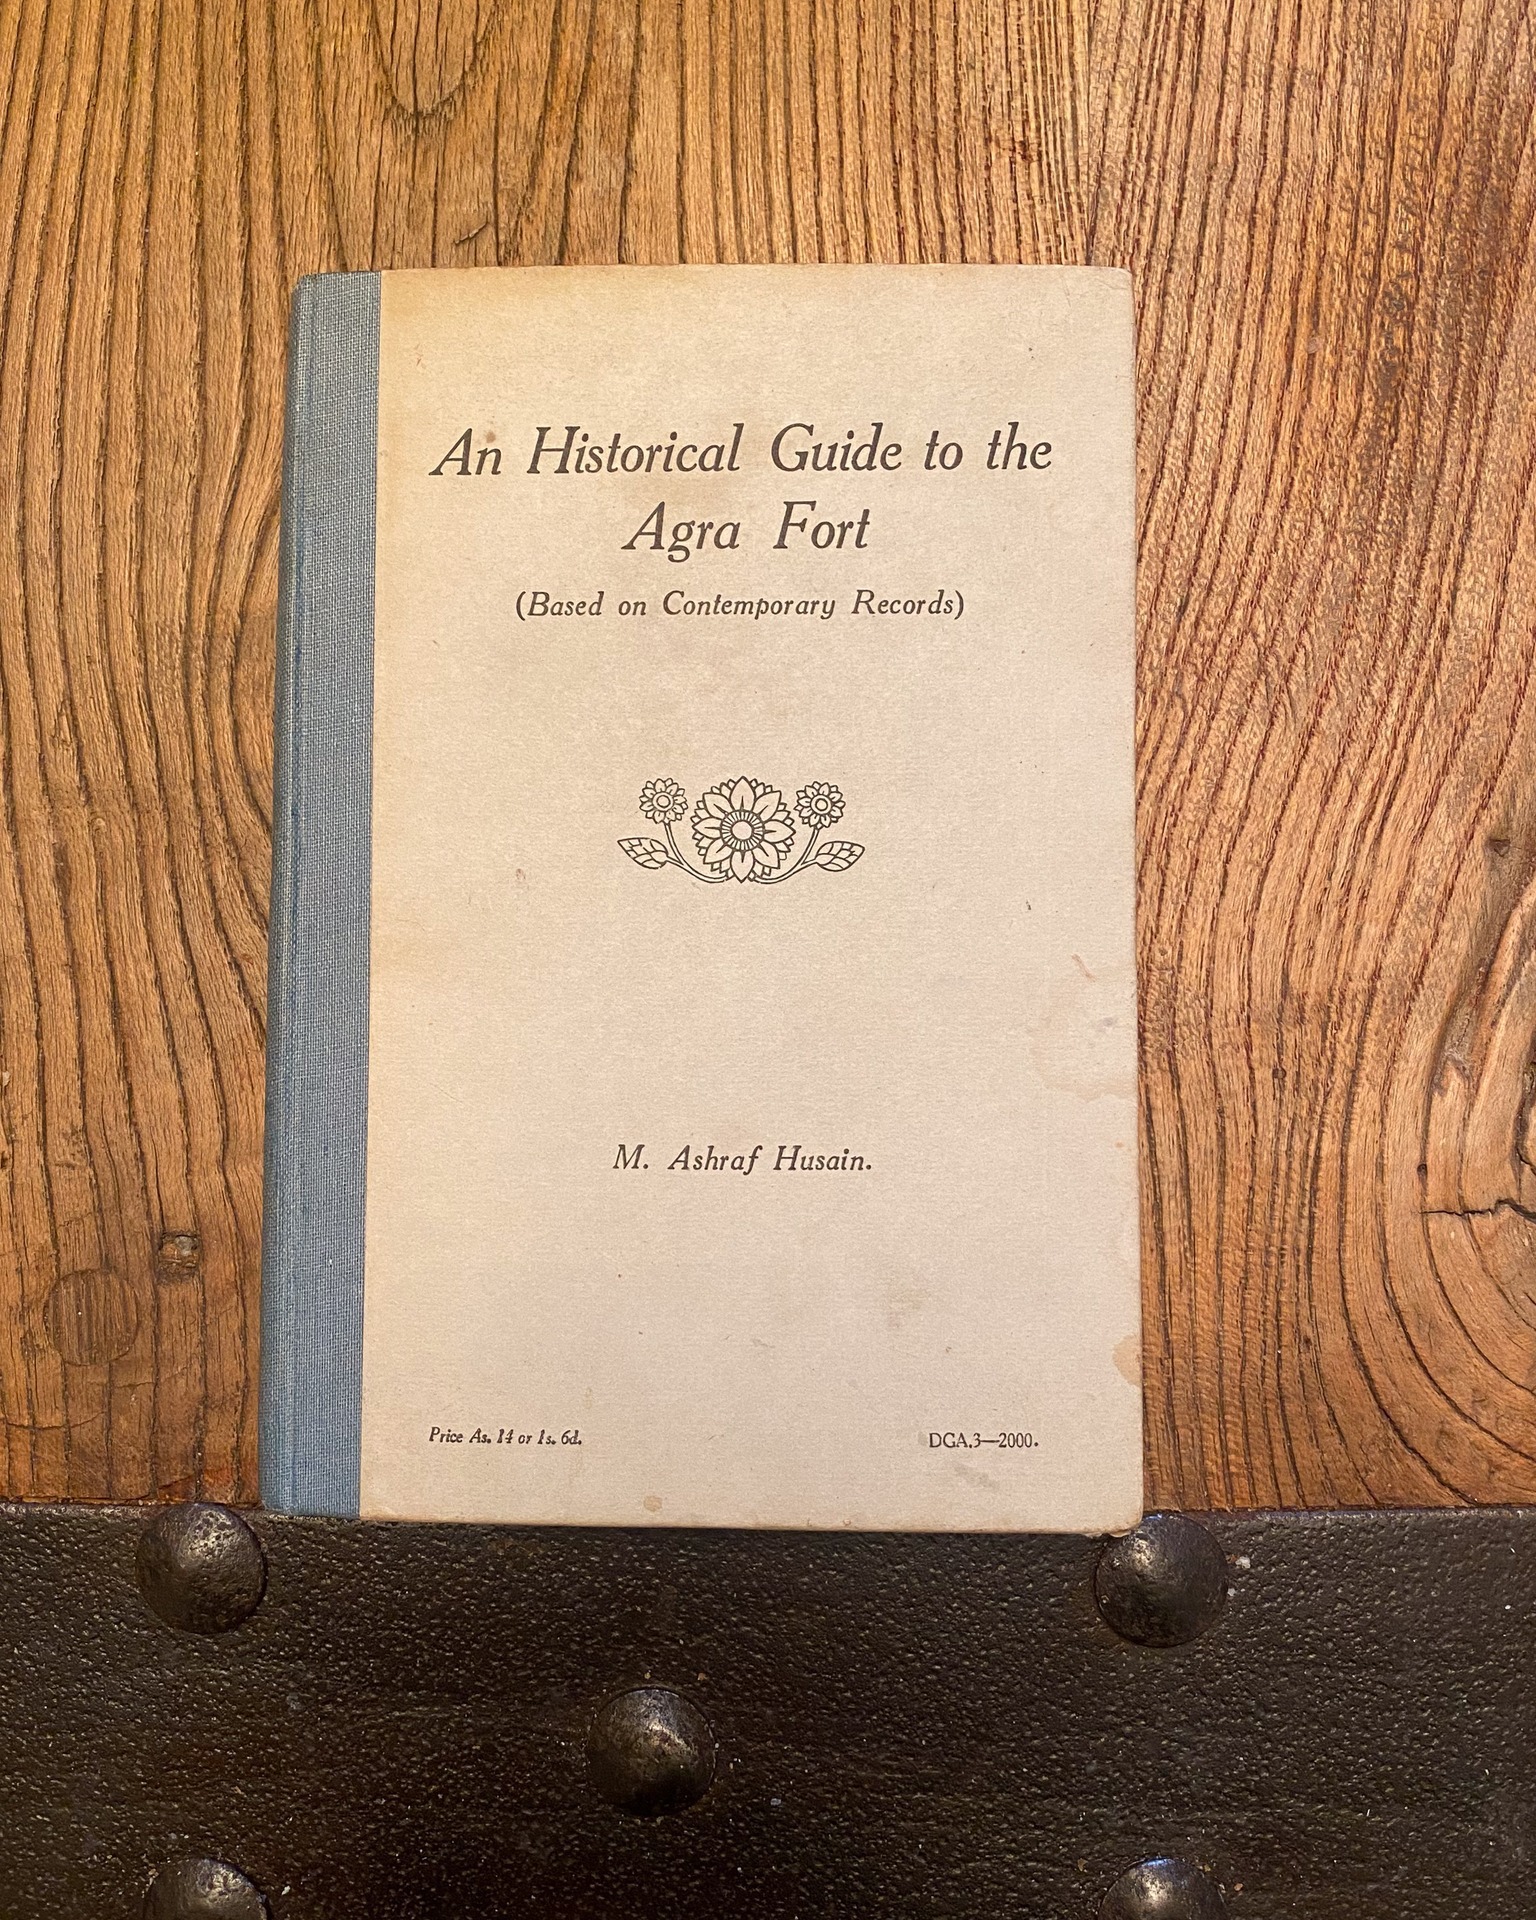 An Historical Guide to the
Agra Fort
(Based on Contemporary Records)
M. Ashraf Husain.
Price As. 14 or 1s. 6d.
DGA.3—2000.